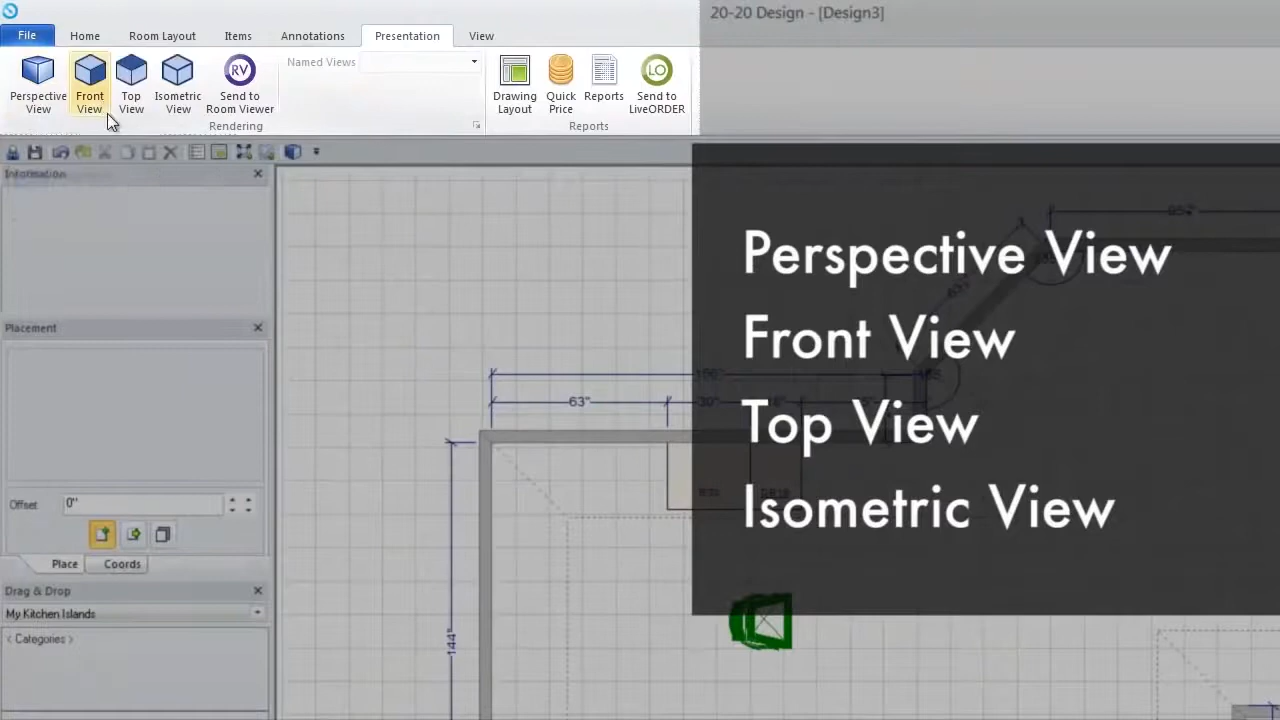 20-20 Design - [Design3]
File Home Room Layout Items Annotations Presentation View
Perspective View
Front View
Top View
Isometric View
RV
Send to Room Viewer
Named Views
Rendering
Drawing Layout
Quick Price
Reports
LO
Send to LiveORDER
Reports
Information
Placement
Offset 0"
Place Coords
Drag & Drop
My Kitchen Islands
< Categories >
63"
144"
Perspective View
Front View
Top View
Isometric View